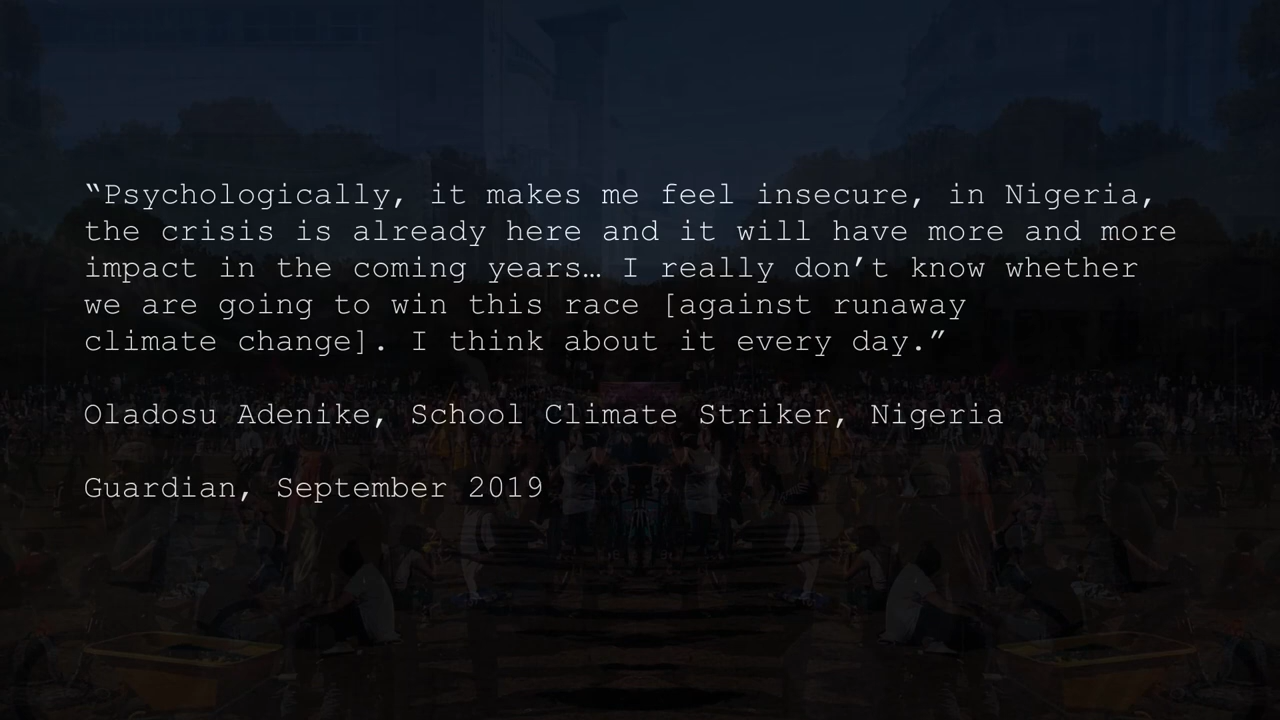 “Psychologically, it makes me feel insecure, in Nigeria,
the crisis is already here and it will have more and more
impact in the coming years… I really don’t know whether
we are going to win this race [against runaway
climate change]. I think about it every day.”
Oladosu Adenike, School Climate Striker, Nigeria
Guardian, September 2019